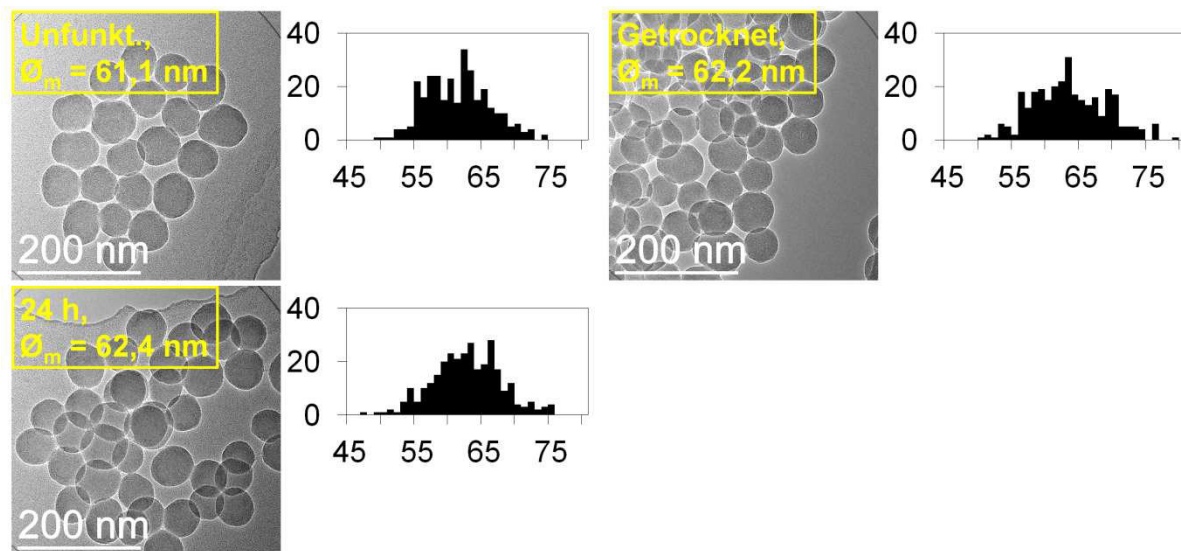 Unfunkt.,
Øm = 61,1 nm
200 nm
40
20
0
45 55 65 75
Getrocknet,
Øm = 62,2 nm
200 nm
40
20
0
45 55 65 75
24 h,
Øm = 62,4 nm
200 nm
40
20
0
45 55 65 75